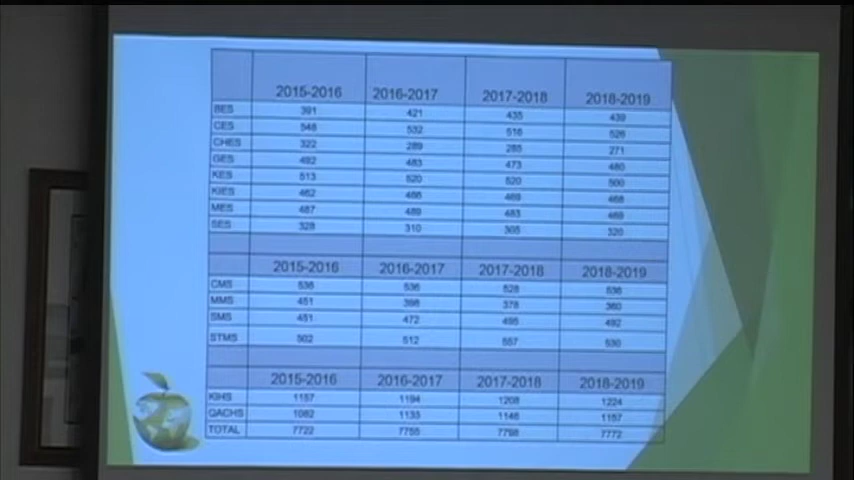 2015-2016 2016-2017 2017-2018 2018-2019
BES 391 421 435 439
CES 548 532 516 526
CHES 322 289 285 271
GES 492 483 473 480
KES 513 520 520 500
KIES 462 466 469 468
MES 487 489 483 469
SES 328 310 305 320
2015-2016 2016-2017 2017-2018 2018-2019
CMS 536 536 528 536
MMS 451 398 378 360
SMS 451 472 495 492
STMS 502 512 557 530
2015-2016 2016-2017 2017-2018 2018-2019
KIHS 1157 1194 1208 1224
QACHS 1082 1133 1146 1157
TOTAL 7722 7755 7798 7772